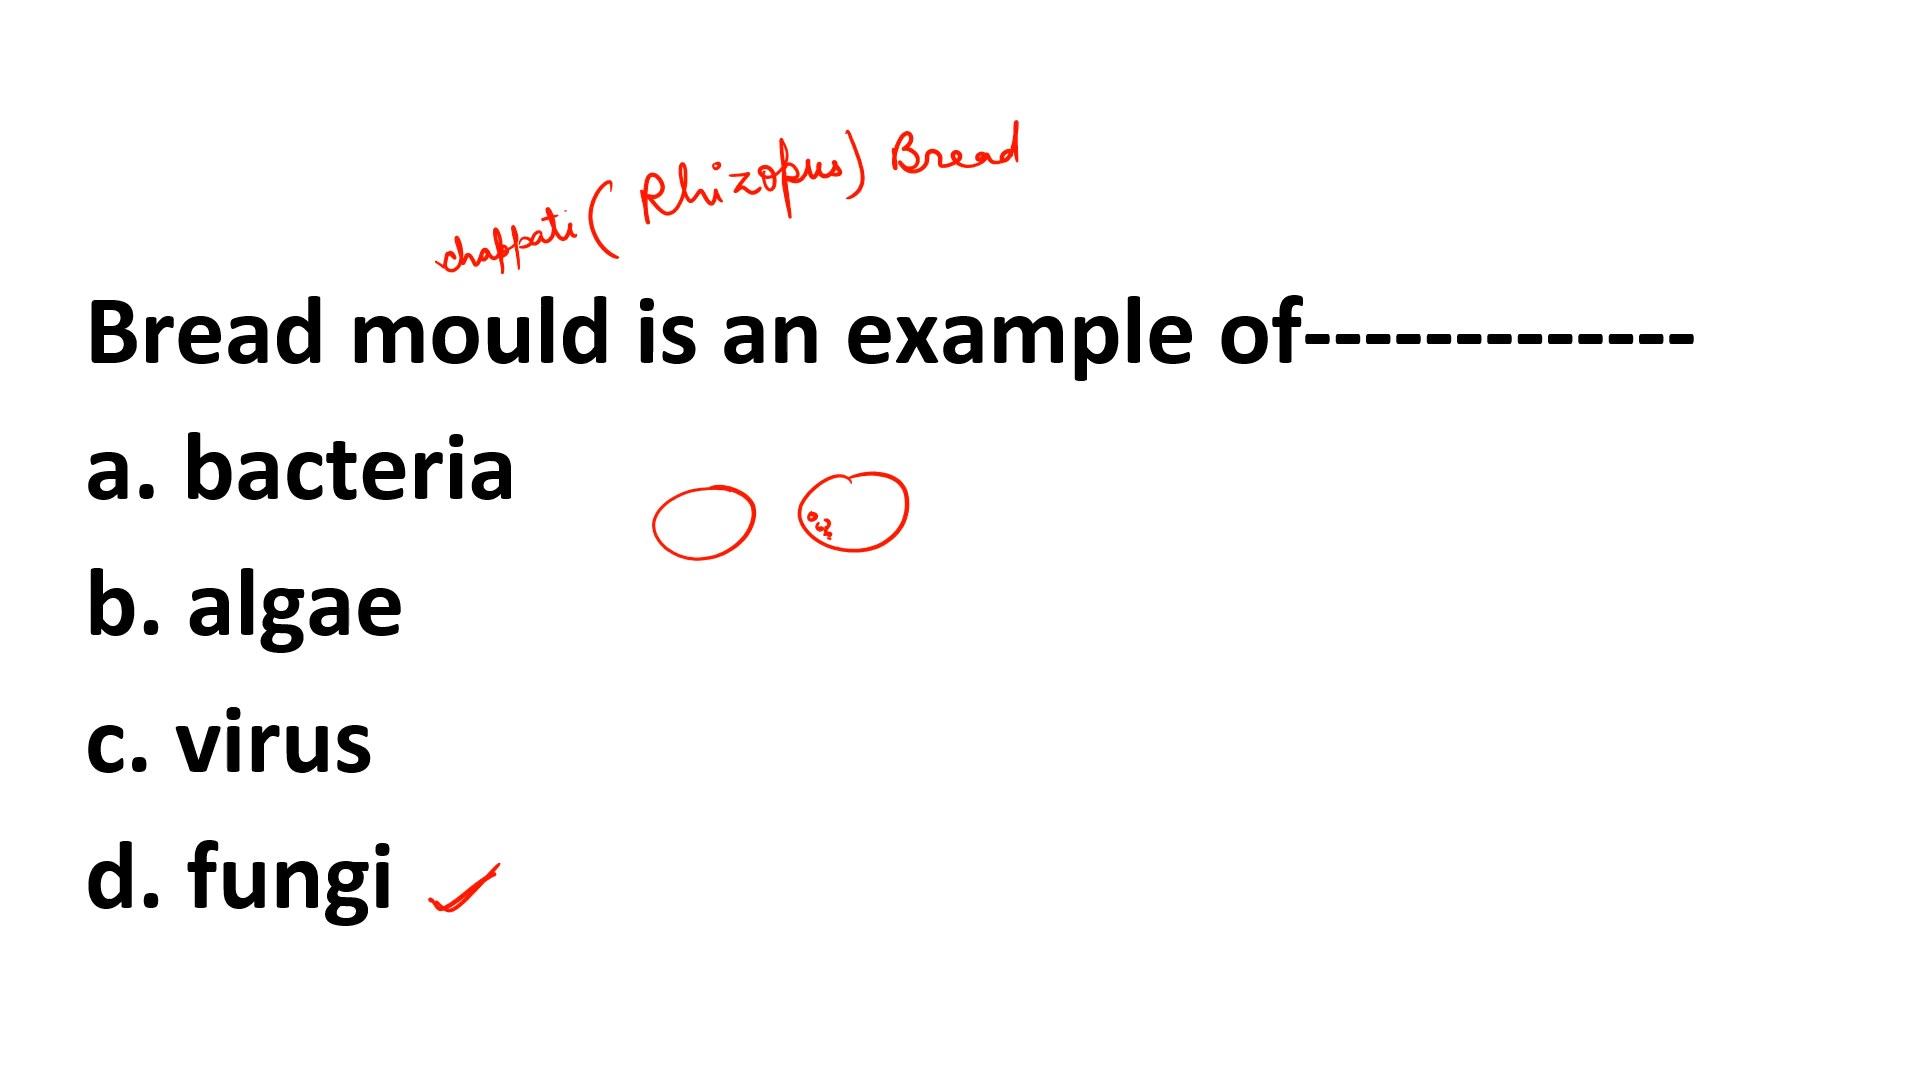 chappati (Rhizopus) Bread
Bread mould is an example of-------------
a. bacteria
b. algae
c. virus
d. fungi